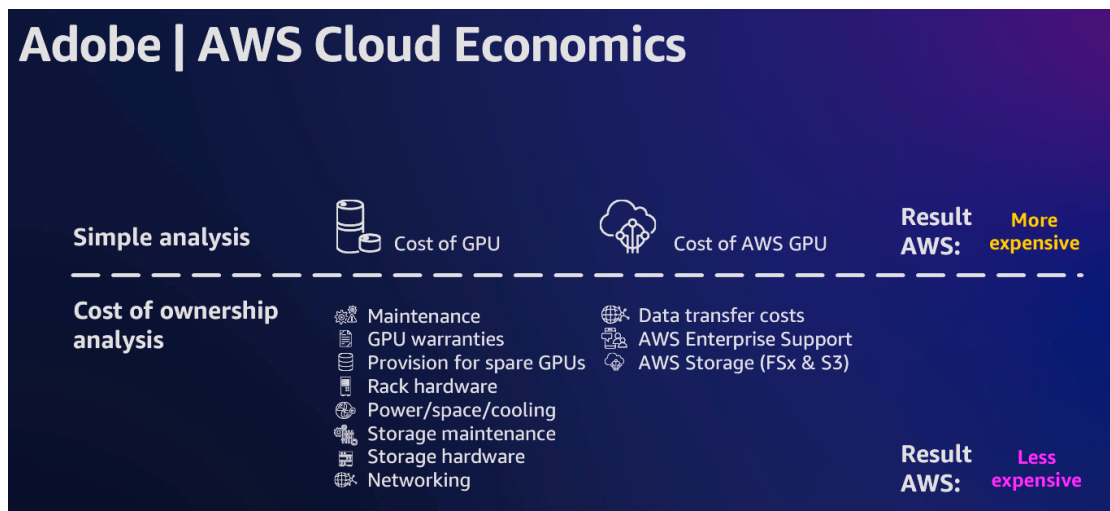 Adobe | AWS Cloud Economics
Simple analysis
Cost of GPU
Cost of AWS GPU
Result
AWS:
More
expensive
Cost of ownership
analysis
Maintenance
GPU warranties
Provision for spare GPUs
Rack hardware
Power/space/cooling
Storage maintenance
Storage hardware
Networking
Data transfer costs
AWS Enterprise Support
AWS Storage (FSx & S3)
Result
AWS:
Less
expensive